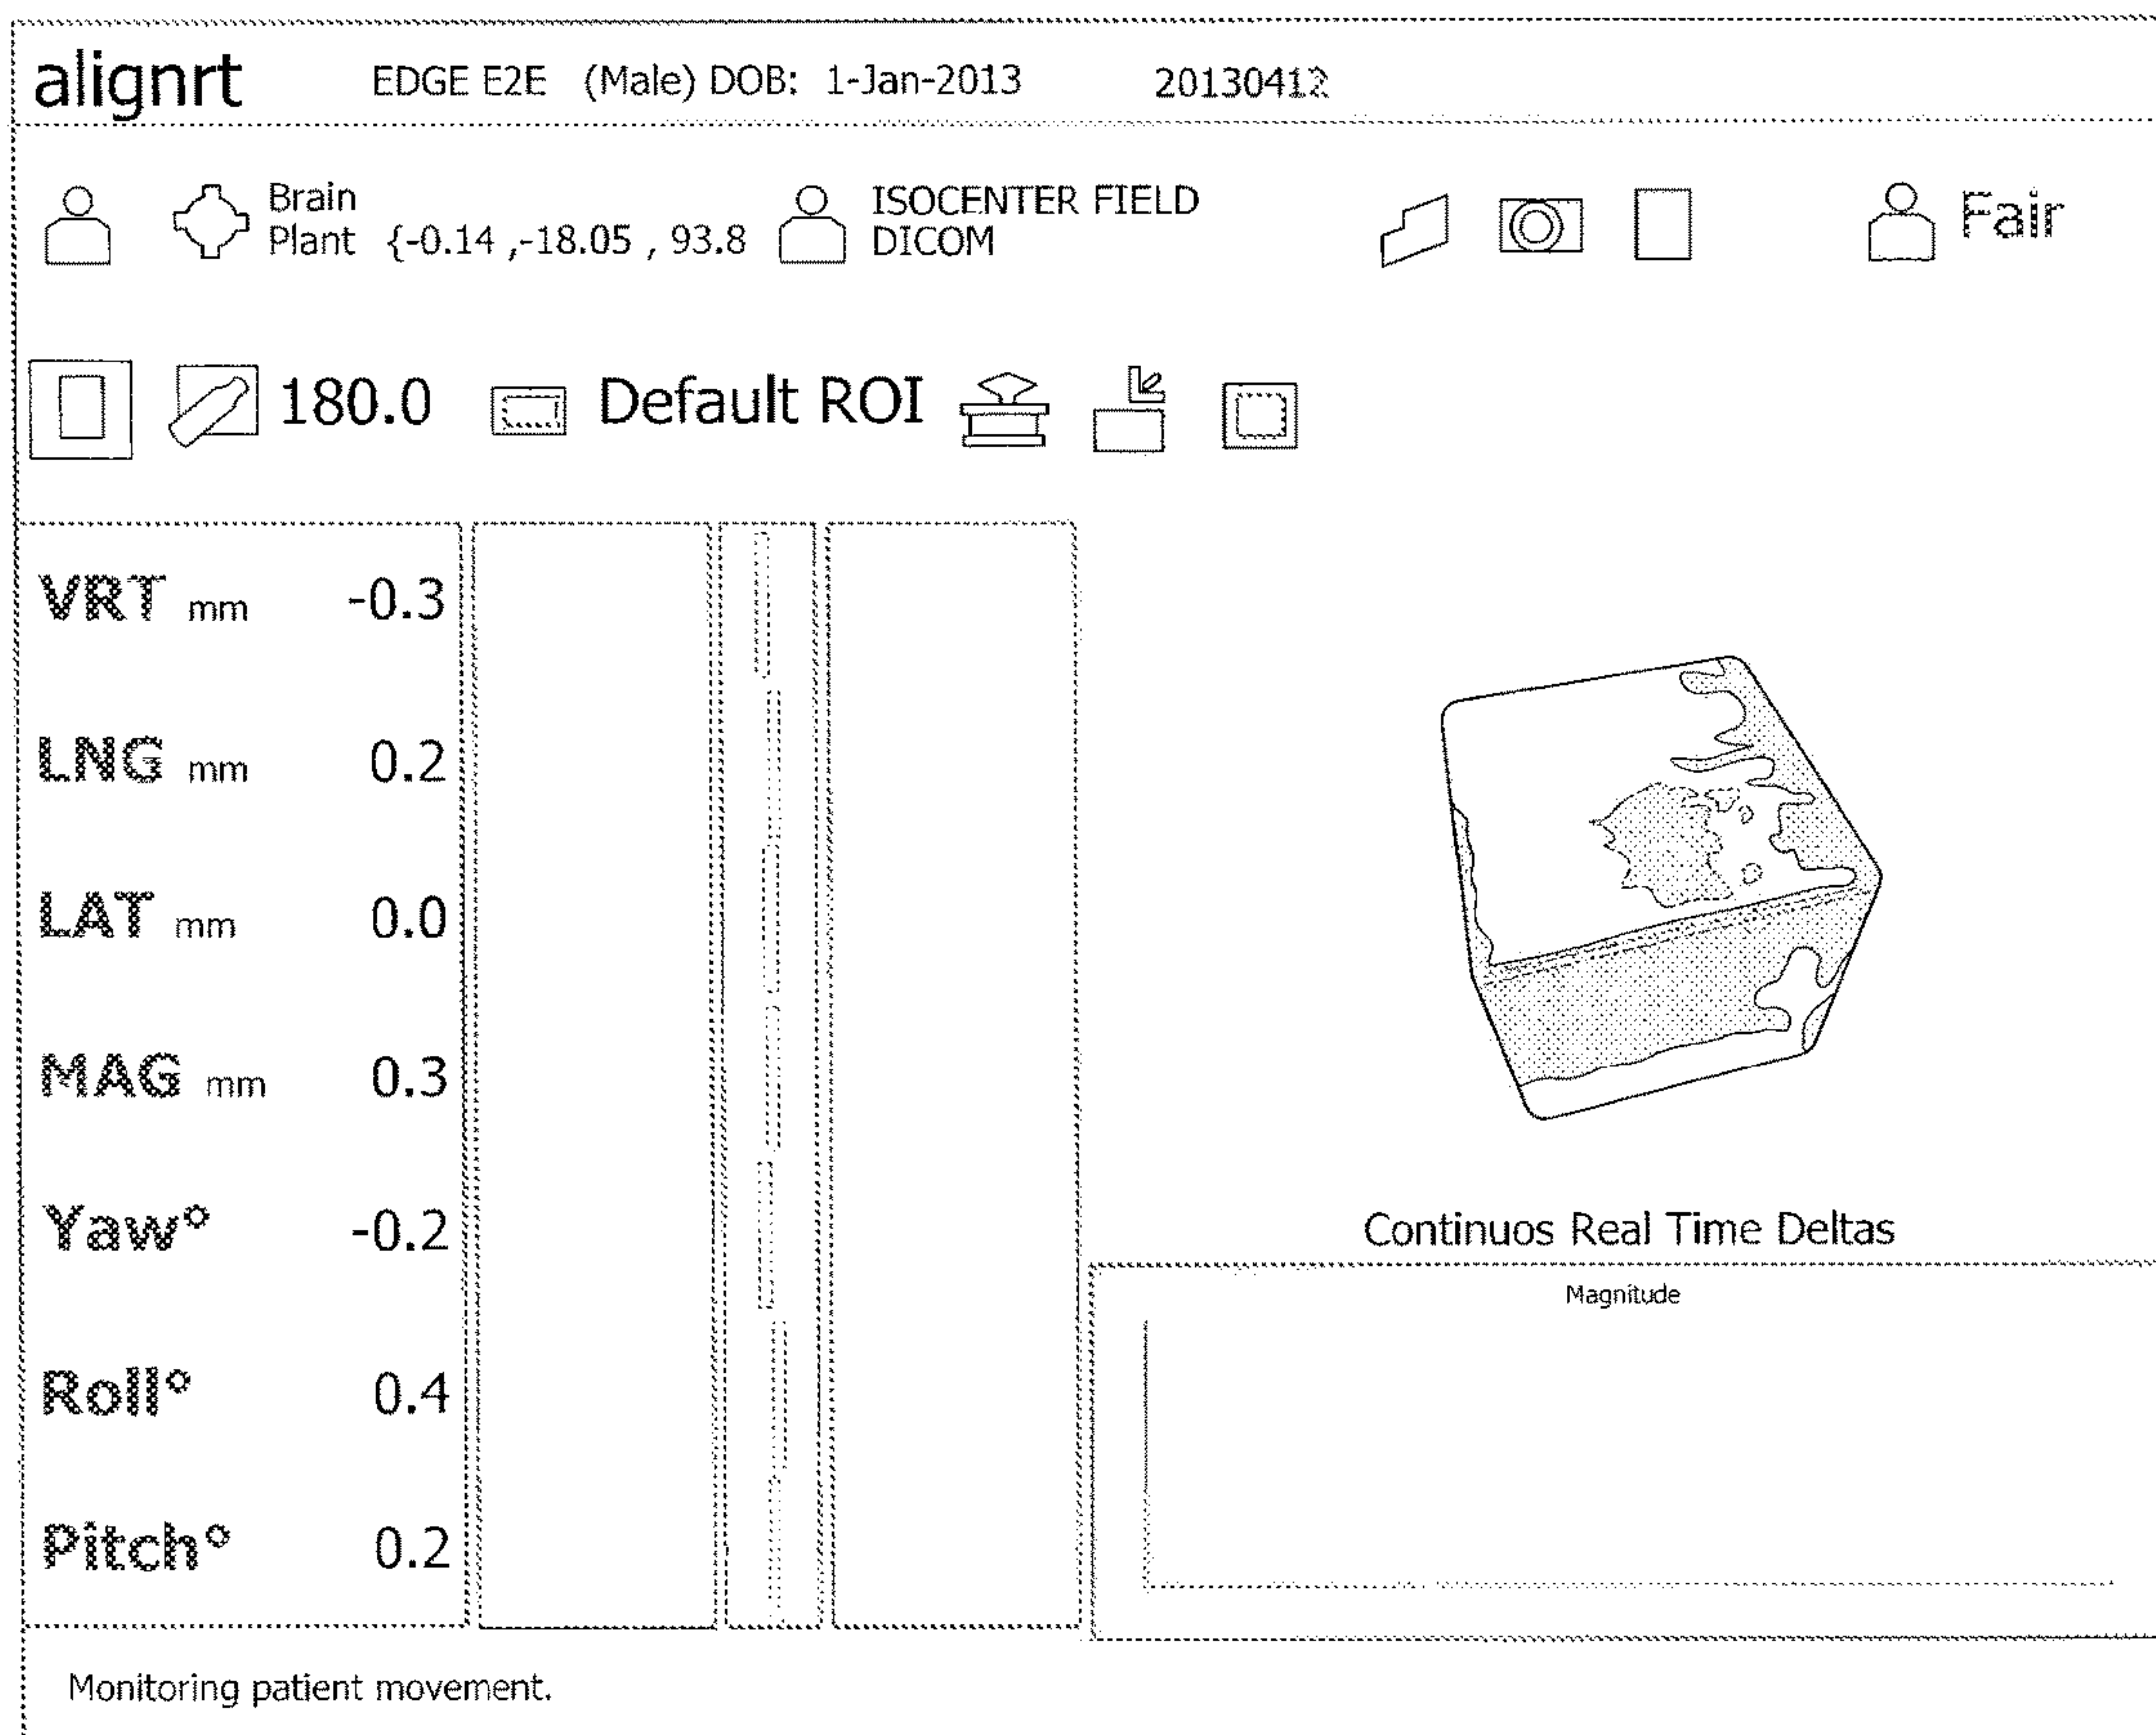 alignrt EDGE E2E (Male) DOB: 1-Jan-2013 20130412
Brain
Plant {-0.14 ,-18.05 , 93.8
ISOCENTER FIELD
DICOM
Fair
180.0 Default ROI
VRT mm -0.3
LNG mm 0.2
LAT mm 0.0
MAG mm 0.3
Yaw° -0.2
Roll° 0.4
Pitch° 0.2
Continuos Real Time Deltas
Magnitude
Monitoring patient movement.